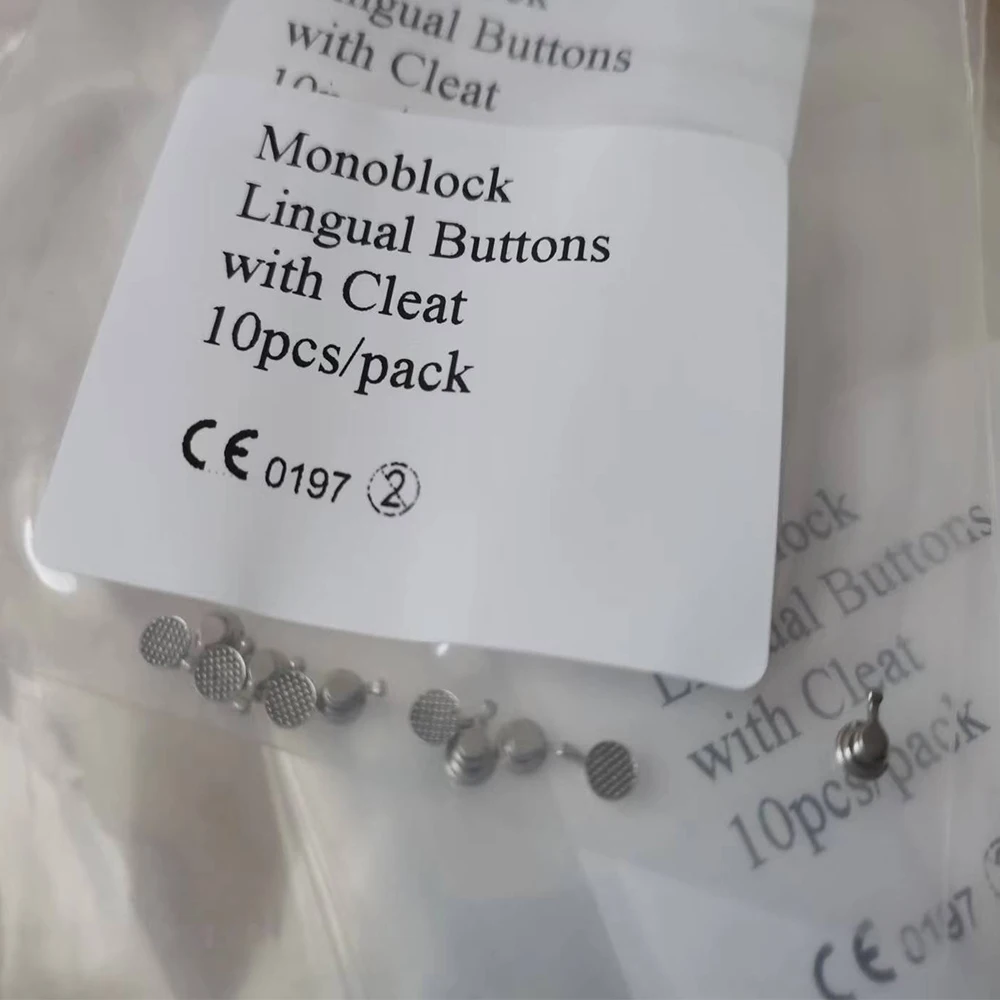 Lingual Buttons
with Cleat
Monoblock
Lingual Buttons
with Cleat
10pcs/pack
CE 0197 2
Buttons
with Cleat
10pcs/pack
CE 0197